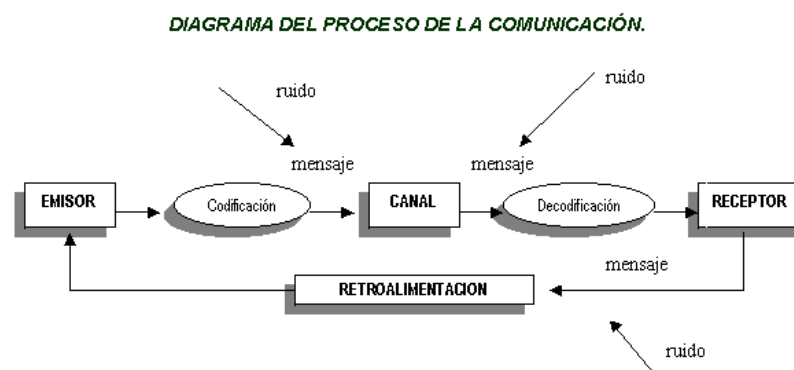 DIAGRAMA DEL PROCESO DE LA COMUNICACIÓN.
ruido
ruido
mensaje
mensaje
EMISOR
Codificación
CANAL
Decodificación
RECEPTOR
mensaje
RETROALIMENTACION
ruido